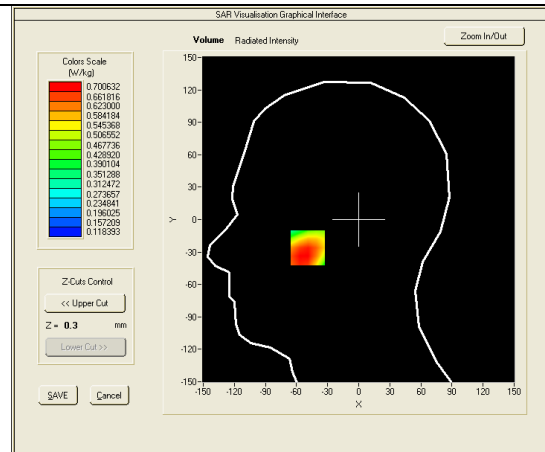 SAR Visualisation Graphical Interface
Volume Radiated Intensity
Zoom In/Out
Colors Scale
(W/kg)
0.700632
0.661816
0.623000
0.584184
0.545368
0.506552
0.467736
0.428920
0.390104
0.351288
0.312472
0.273657
0.234841
0.196025
0.157209
0.118393
Z-Cuts Control
<< Upper Cut
Z = 0.3 mm
Lower Cut >>
SAVE Cancel
150
120
90
60
30
0
-30
-60
-90
-120
-150
Y
-150 -120 -90 -60 -30 0 30 60 90 120 150
X